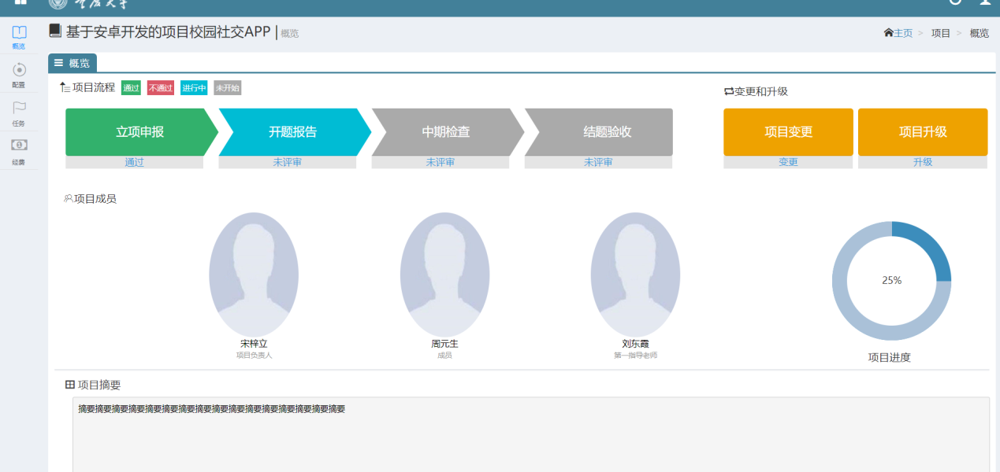 基于安卓开发的项目校园社交APP | 概览
主页 > 项目 > 概览
概览
配置
任务
经费
概览
项目流程 通过 不通过 进行中 未开始
变更和升级
立项申报 开题报告 中期检查 结题验收
项目变更 项目升级
通过 未评审 未评审 未评审
变更 升级
项目成员
25%
宋梓立 周元生 刘东霞
项目负责人 成员 第一指导老师
项目进度
项目摘要
摘要摘要摘要摘要摘要摘要摘要摘要摘要摘要摘要摘要摘要摘要摘要摘要